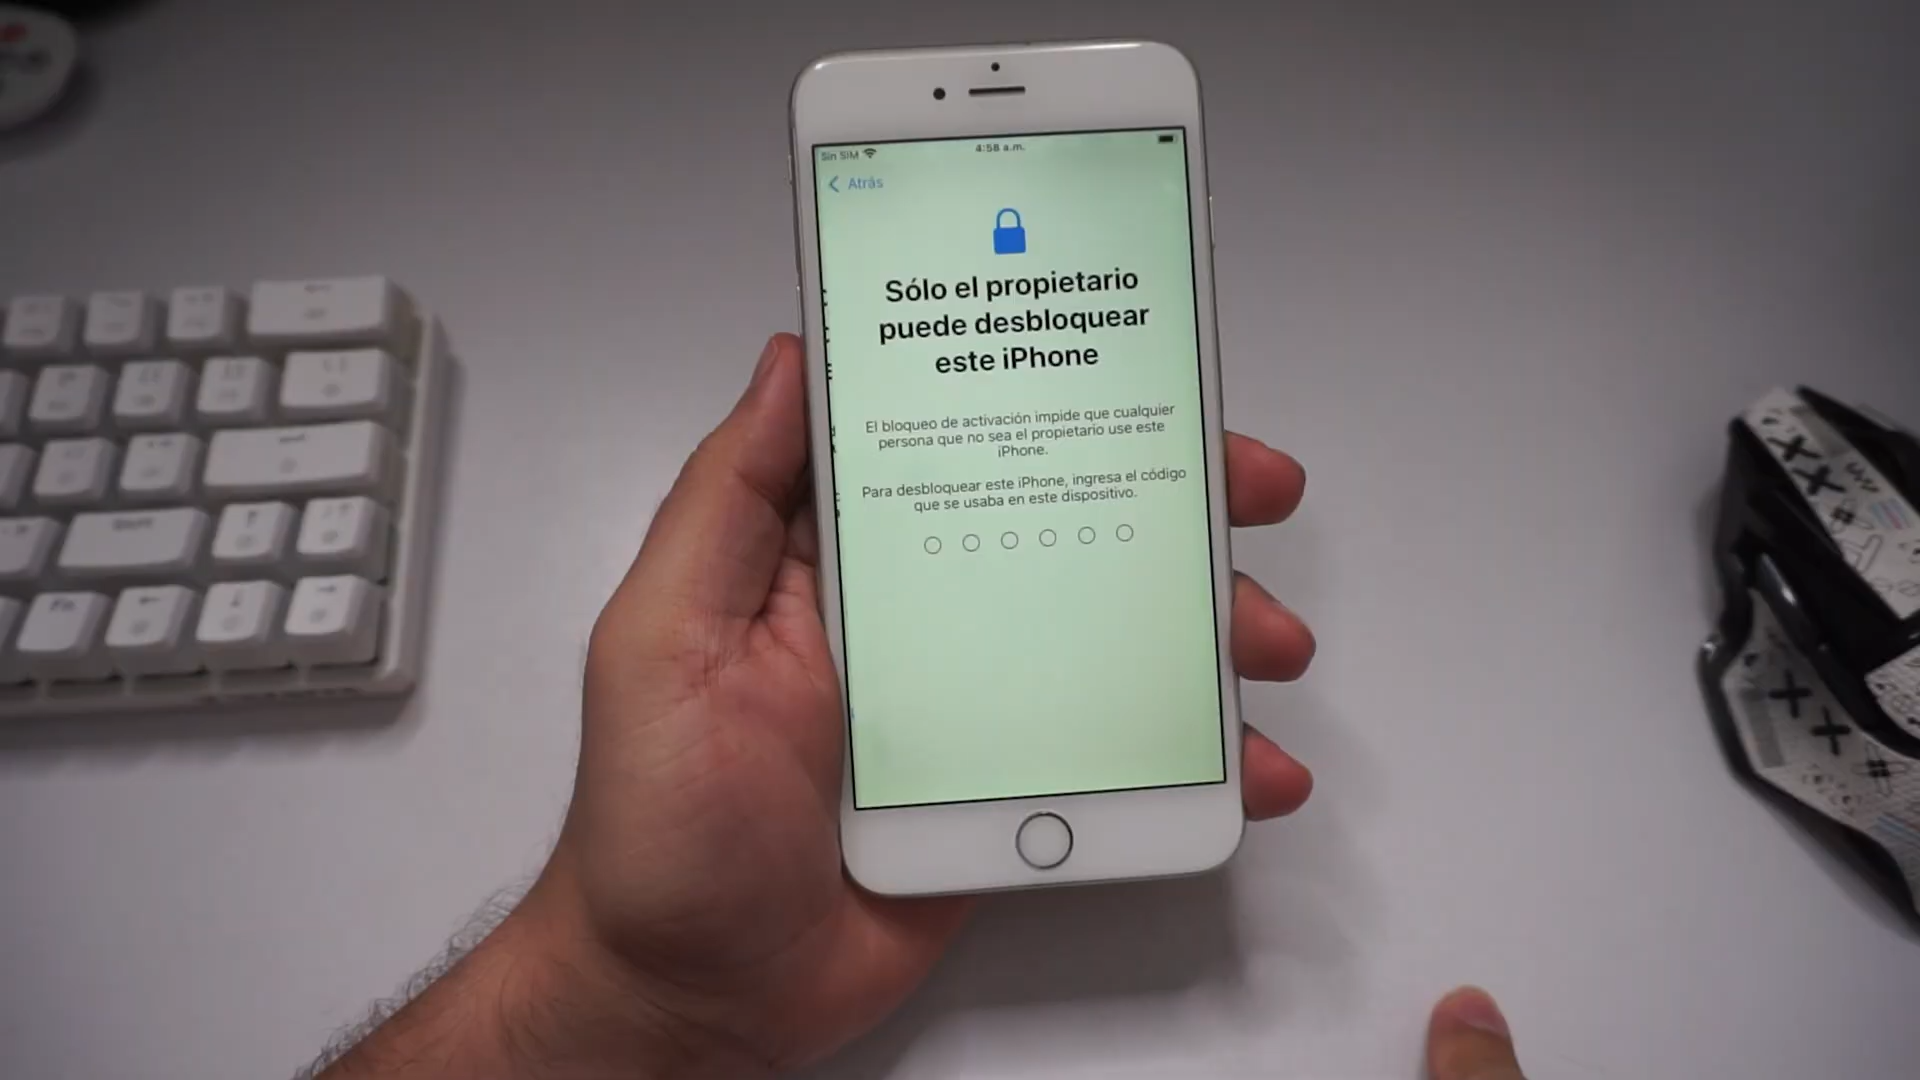 Sin SIM 4:58 a.m.
Atrás
Sólo el propietario
puede desbloquear
este iPhone
El bloqueo de activación impide que cualquier
persona que no sea el propietario use este
iPhone.
Para desbloquear este iPhone, ingresa el código
que se usaba en este dispositivo.